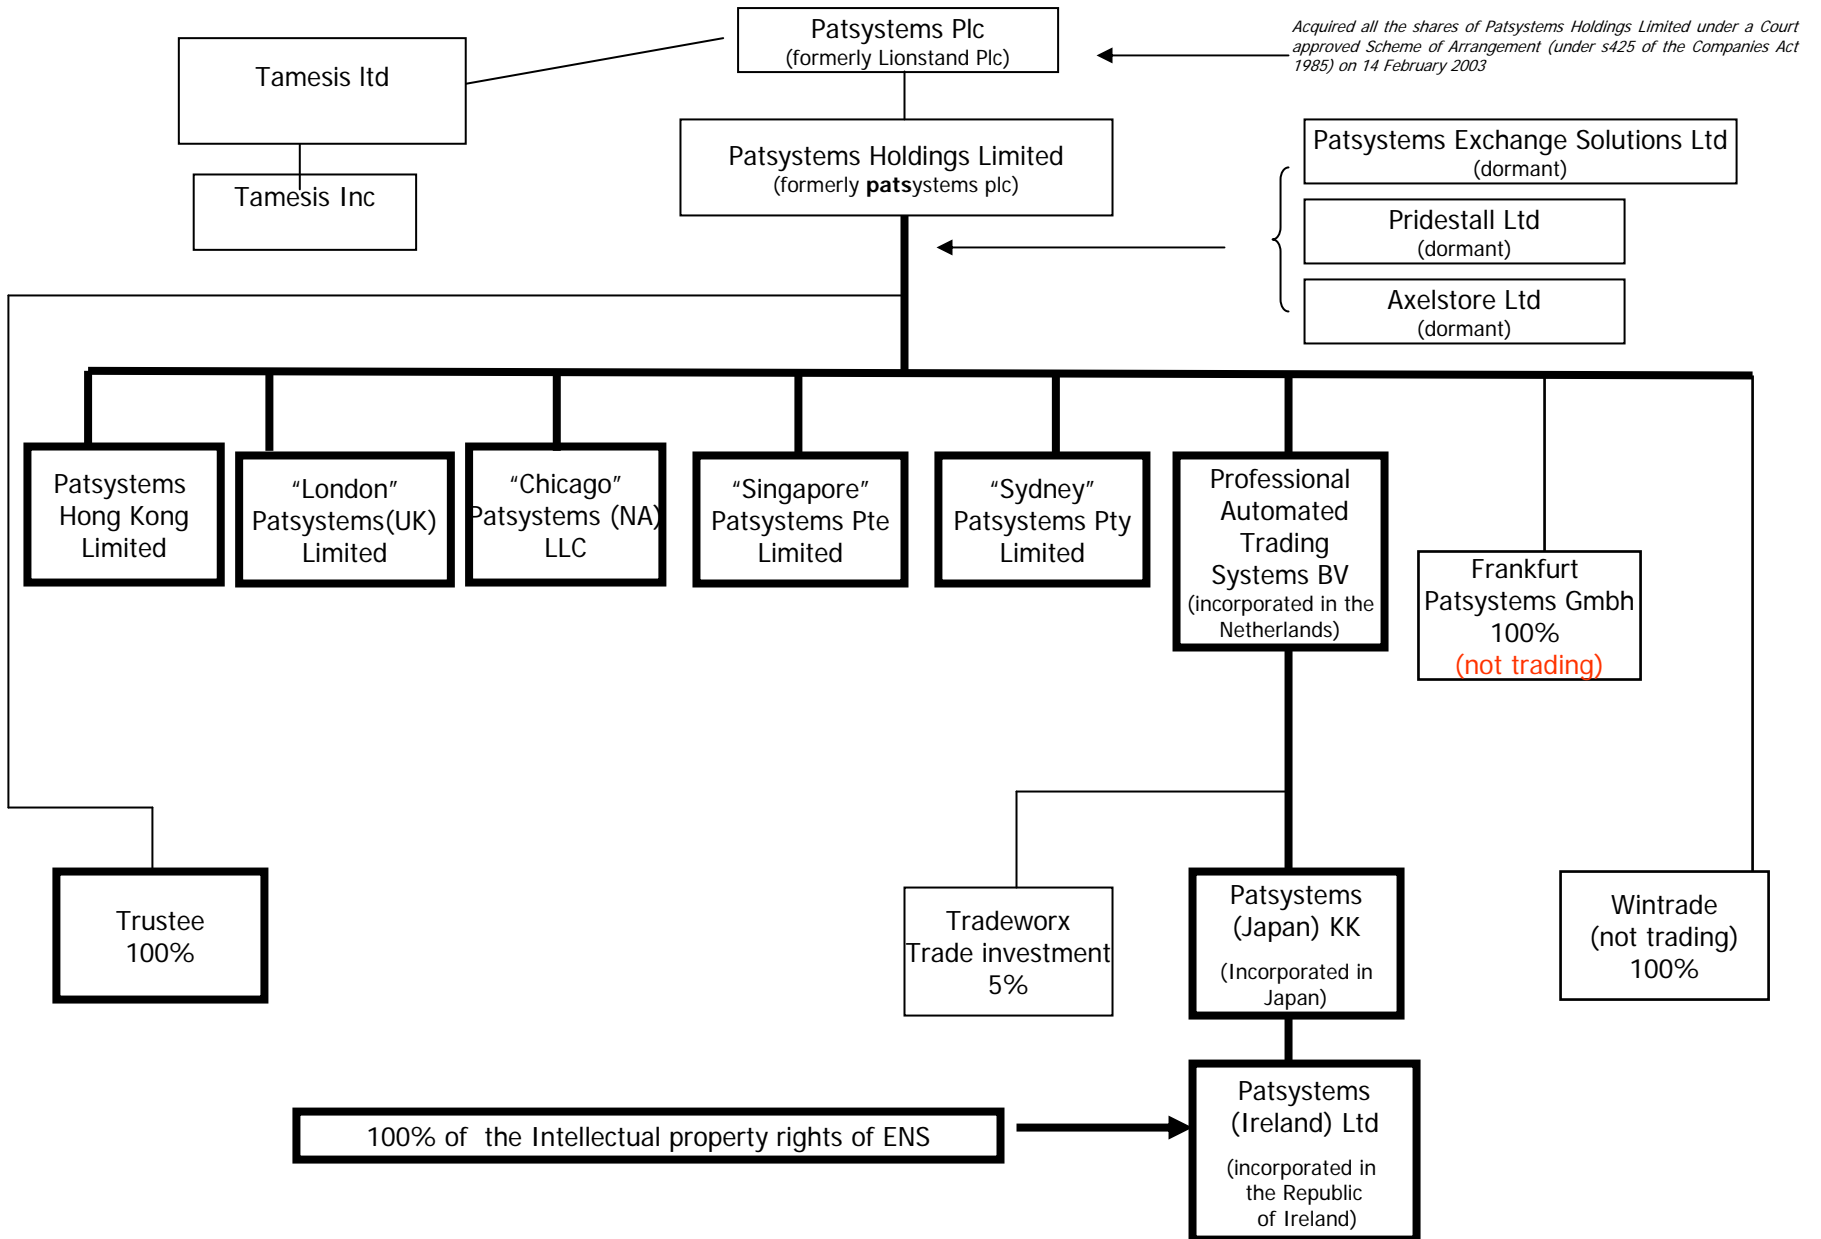 Patsystems Plc
(formerly Lionstand Plc)
Acquired all the shares of Patsystems Holdings Limited under a Court
approved Scheme of Arrangement (under s425 of the Companies Act
1985) on 14 February 2003
Tamesis ltd
Tamesis Inc
Patsystems Holdings Limited
(formerly patsystems plc)
Patsystems Exchange Solutions Ltd
(dormant)
Pridestall Ltd
(dormant)
Axelstore Ltd
(dormant)
Patsystems
Hong Kong
Limited
“London”
Patsystems(UK)
Limited
“Chicago”
Patsystems (NA)
LLC
“Singapore”
Patsystems Pte
Limited
“Sydney”
Patsystems Pty
Limited
Professional
Automated
Trading
Systems BV
(incorporated in the
Netherlands)
Frankfurt
Patsystems Gmbh
100%
(not trading)
Trustee
100%
Tradeworx
Trade investment
5%
Patsystems
(Japan) KK
(Incorporated in
Japan)
Wintrade
(not trading)
100%
100% of  the Intellectual property rights of ENS
Patsystems
(Ireland) Ltd
(incorporated in
the Republic
of Ireland)